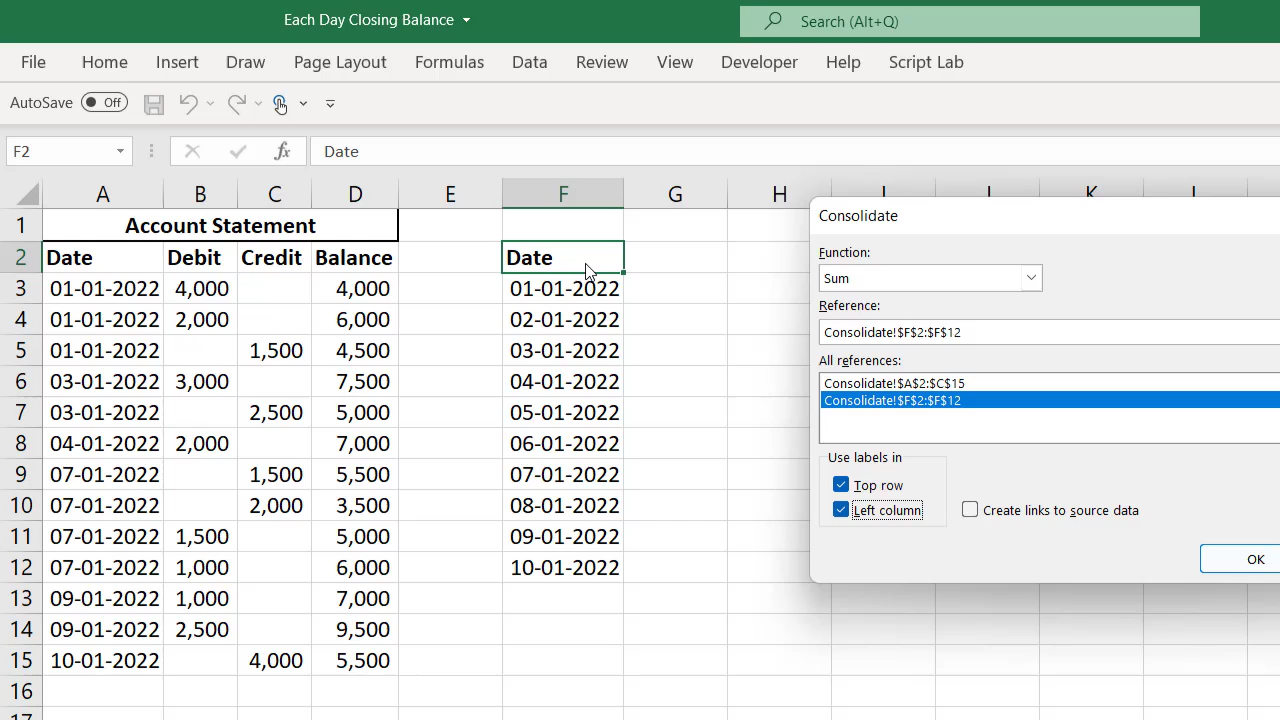 Each Day Closing Balance
Search (Alt+Q)
File Home Insert Draw Page Layout Formulas Data Review View Developer Help Script Lab
AutoSave Off
F2 fx Date
A B C D E F G H
1 Account Statement
2 Date Debit Credit Balance Date
3 01-01-2022 4,000 4,000 01-01-2022
4 01-01-2022 2,000 6,000 02-01-2022
5 01-01-2022 1,500 4,500 03-01-2022
6 03-01-2022 3,000 7,500 04-01-2022
7 03-01-2022 2,500 5,000 05-01-2022
8 04-01-2022 2,000 7,000 06-01-2022
9 07-01-2022 1,500 5,500 07-01-2022
10 07-01-2022 2,000 3,500 08-01-2022
11 07-01-2022 1,500 5,000 09-01-2022
12 07-01-2022 1,000 6,000 10-01-2022
13 09-01-2022 1,000 7,000
14 09-01-2022 2,500 9,500
15 10-01-2022 4,000 5,500
16
Consolidate
Function:
Sum
Reference:
Consolidate!$F$2:$F$12
All references:
Consolidate!$A$2:$C$15
Consolidate!$F$2:$F$12
Use labels in
Top row
Left column
Create links to source data
OK